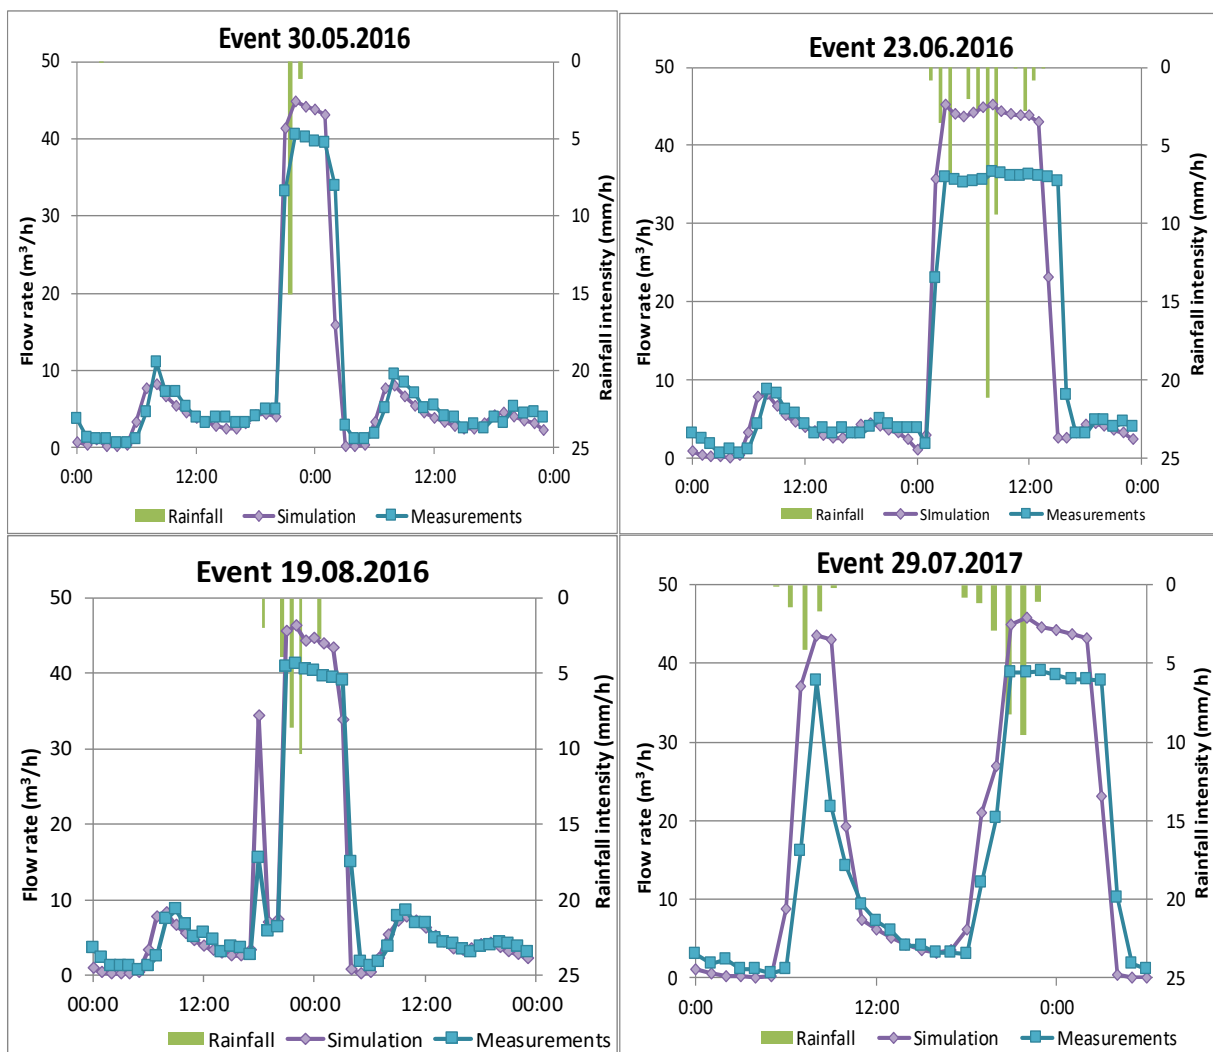 Event 30.05.2016
50
40
30
20
10
0
Flow rate (m³/h)
0
5
10
15
20
25
Rainfall intensity (mm/h)
0:00 12:00 0:00 12:00 0:00
Rainfall Simulation Measurements
Event 23.06.2016
50
40
30
20
10
0
Flow rate (m³/h)
0
5
10
15
20
25
Rainfall intensity (mm/h)
0:00 12:00 0:00 12:00 0:00
Rainfall SImulation Measurements
Event 19.08.2016
50
40
30
20
10
0
Flow rate (m³/h)
0
5
10
15
20
25
Rainfall intensity (mm/h)
00:00 12:00 00:00 12:00 00:00
Rainfall Simulation Measurements
Event 29.07.2017
50
40
30
20
10
0
Flow rate (m³/h)
0
5
10
15
20
25
Rainfall intensity (mm/h)
0:00 12:00 0:00
Rainfall Simulation Measurements